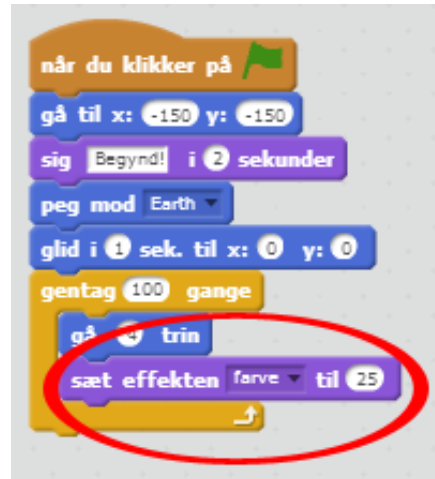 når du klikker på
gå til x: -150 y: -150
sig Begynd! i 2 sekunder
peg mod Earth
glid i 1 sek. til x: 0 y: 0
gentag 100 gange
gå 4 trin
sæt effekten farve til 25